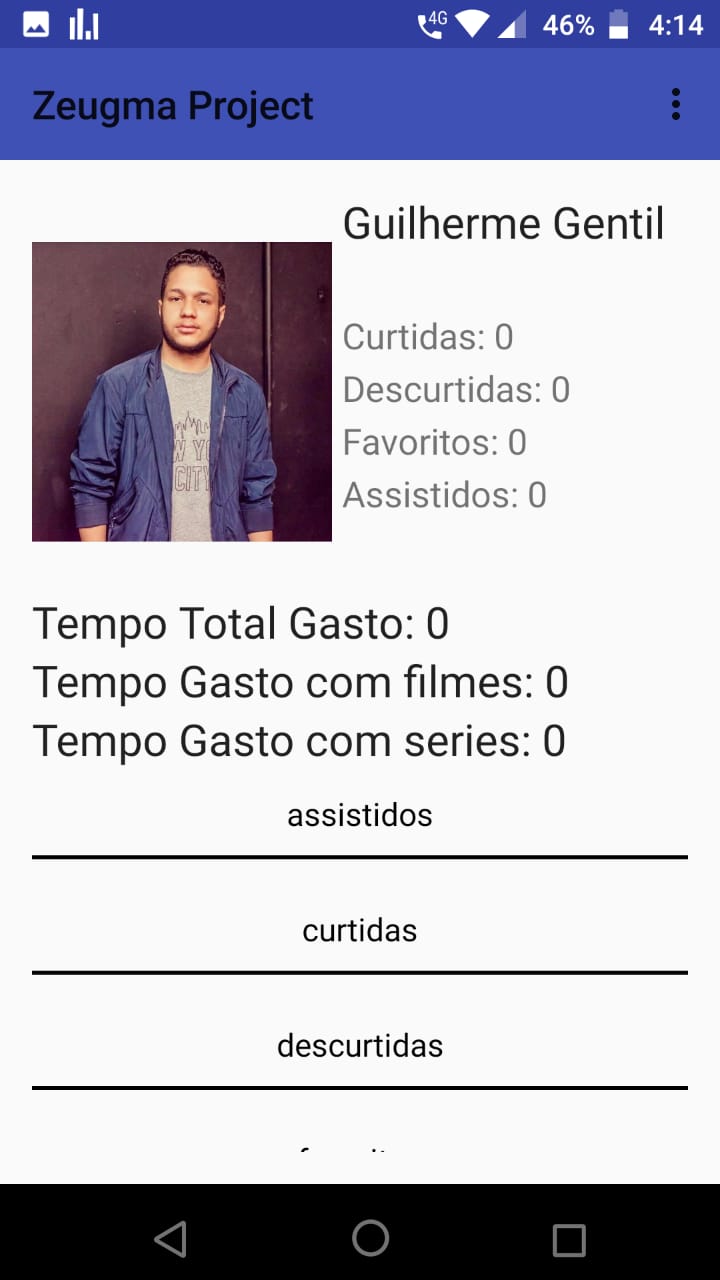 4G 46% 4:14
Zeugma Project
Guilherme Gentil
Curtidas: 0
Descurtidas: 0
Favoritos: 0
Assistidos: 0
CITY
Tempo Total Gasto: 0
Tempo Gasto com filmes: 0
Tempo Gasto com series: 0
assistidos
curtidas
descurtidas